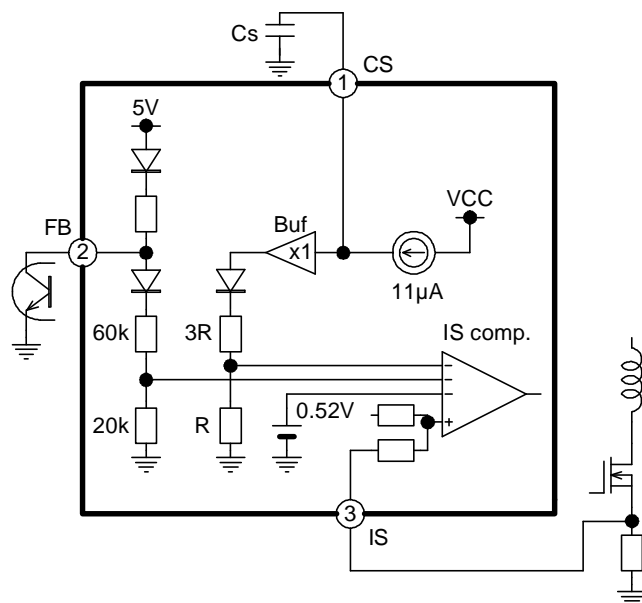 Cs
1
CS
5V
VCC
FB
2
Buf
x1
11μA
60k
3R
IS comp.
−
−
−
+
20k
R
0.52V
3
IS